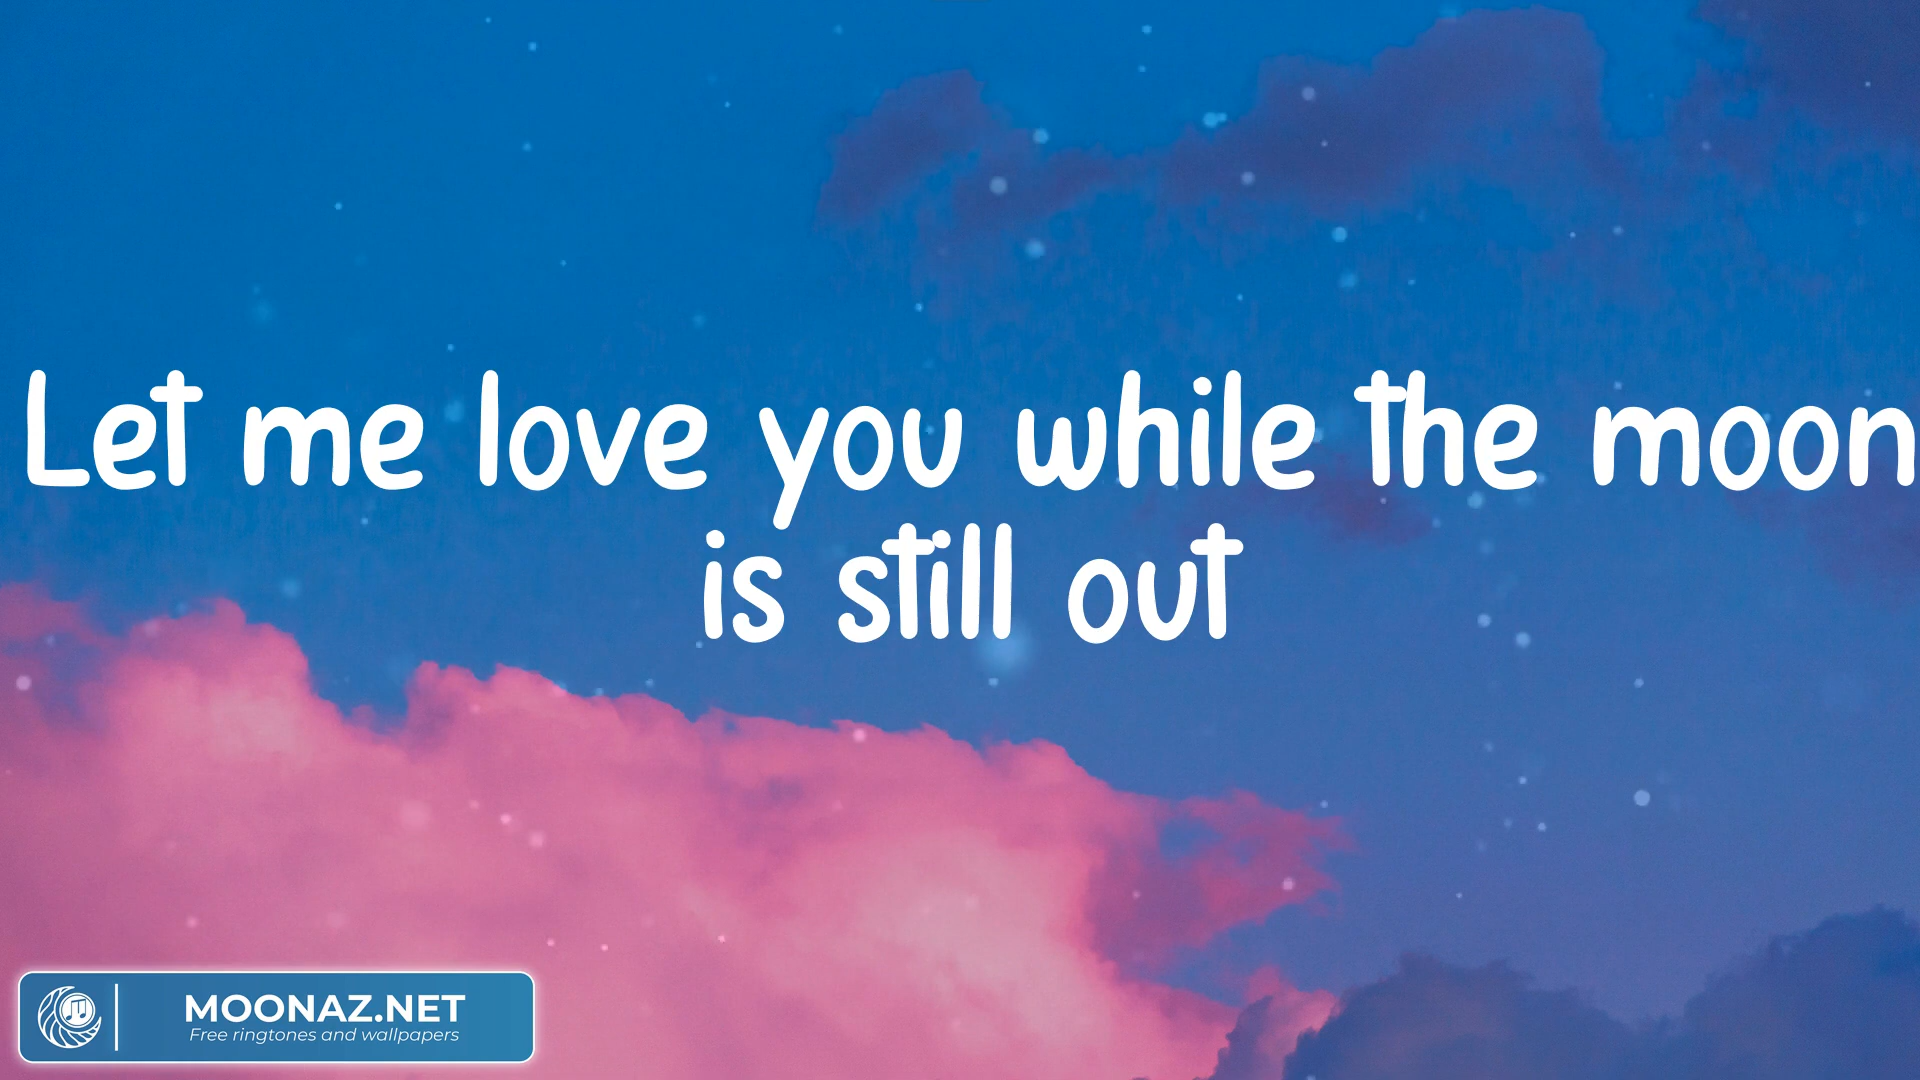 Let me love you while the moon
is still out
MOONAZ.NET
Free ringtones and wallpapers